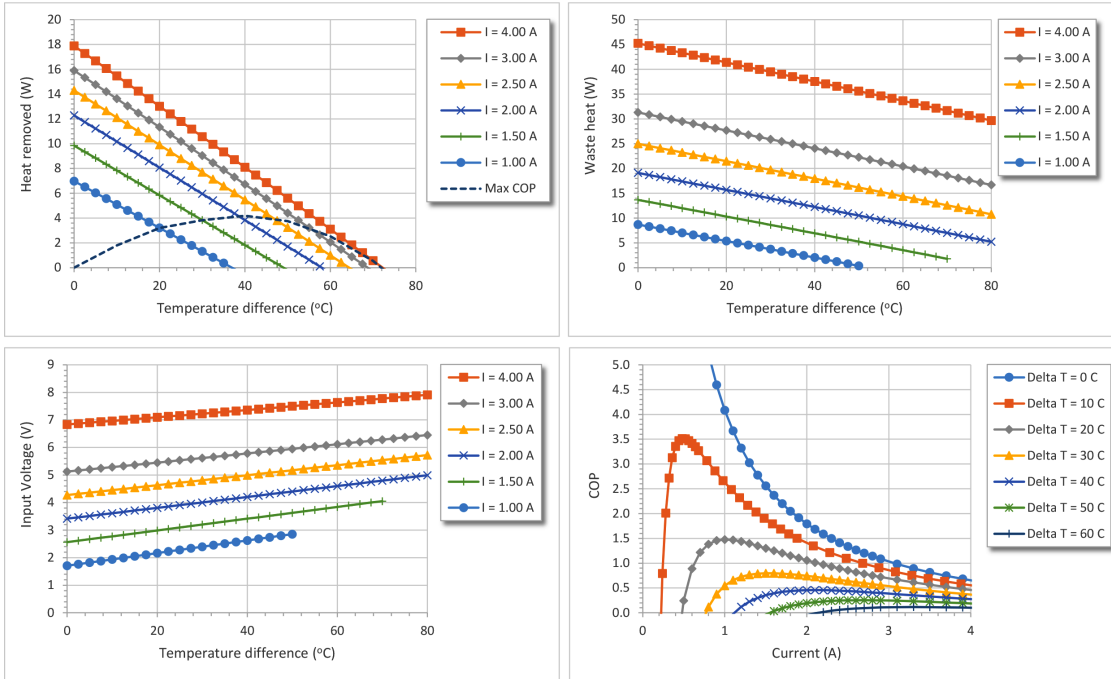 20
18
16
14
12
10
8
6
4
2
0
Heat removed (W)
0 20 40 60 80
Temperature difference (°C)
I = 4.00 A
I = 3.00 A
I = 2.50 A
I = 2.00 A
I = 1.50 A
I = 1.00 A
Max COP
50
45
40
35
30
25
20
15
10
5
0
Waste heat (W)
0 20 40 60 80
Temperature difference (°C)
I = 4.00 A
I = 3.00 A
I = 2.50 A
I = 2.00 A
I = 1.50 A
I = 1.00 A
9
8
7
6
5
4
3
2
1
0
Input Voltage (V)
0 20 40 60 80
Temperature difference (°C)
I = 4.00 A
I = 3.00 A
I = 2.50 A
I = 2.00 A
I = 1.50 A
I = 1.00 A
5.0
4.5
4.0
3.5
3.0
2.5
2.0
1.5
1.0
0.5
0.0
COP
0 1 2 3 4
Current (A)
Delta T = 0 C
Delta T = 10 C
Delta T = 20 C
Delta T = 30 C
Delta T = 40 C
Delta T = 50 C
Delta T = 60 C